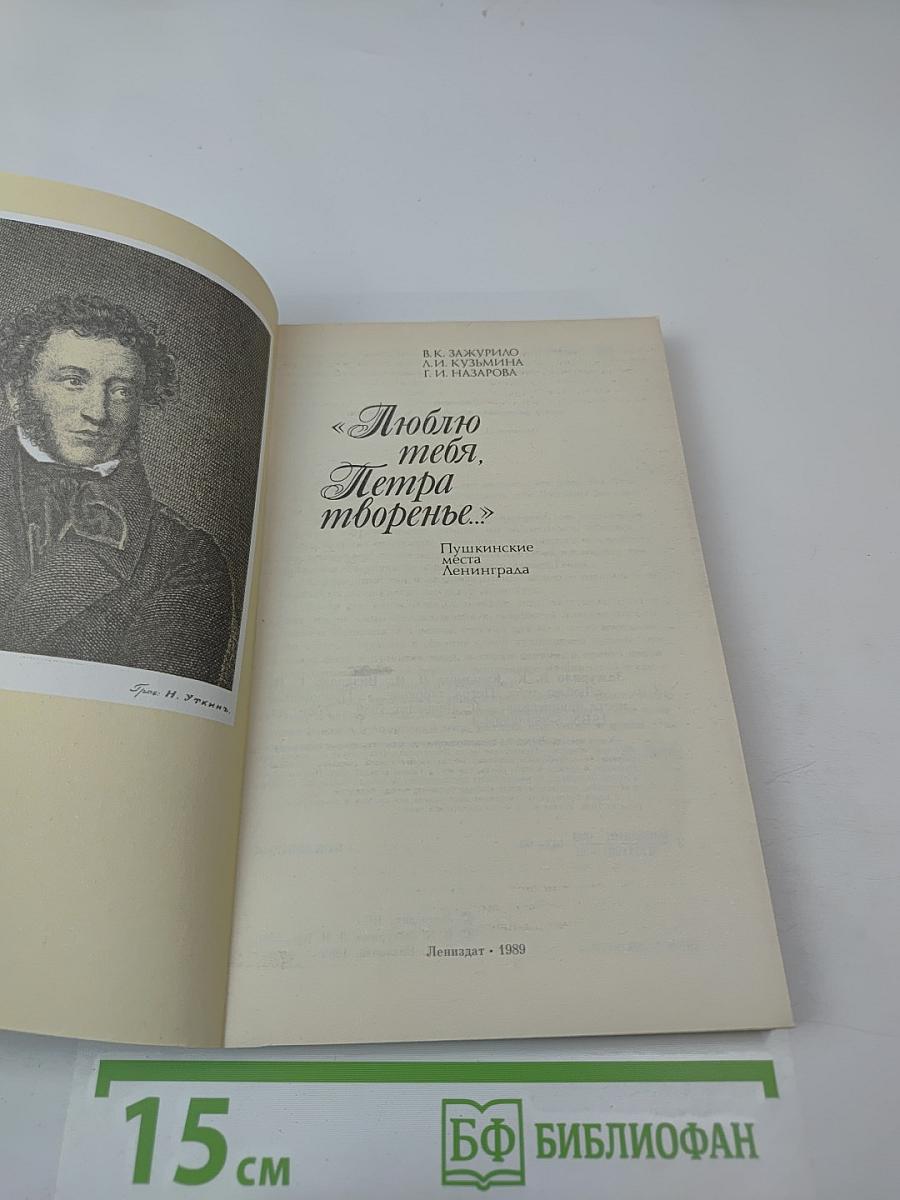 Грав. Н. Уткинъ.
В. К. ЗАЖУРИЛО
Л. И. КУЗЬМИНА
Г. И. НАЗАРОВА
«Люблю
тебя,
Петра
творенье...»
Пушкинские
места
Ленинграда
Лениздат • 1989
15 см
БФ БИБЛИОФАН